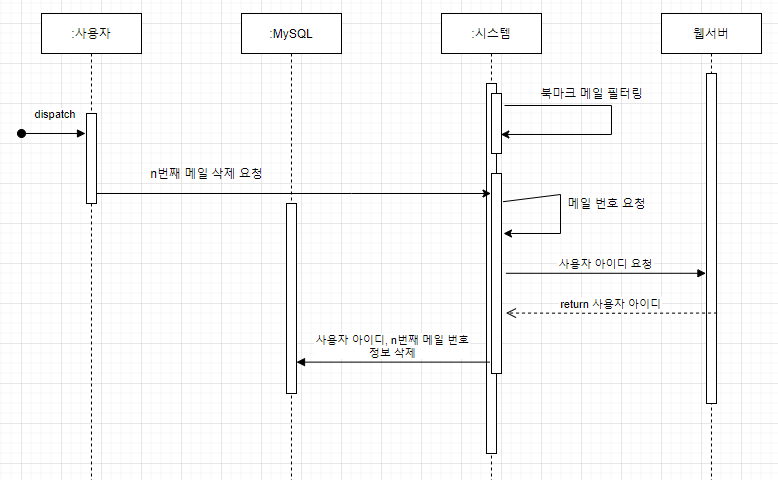 :사용자
:MySQL
:시스템
웹서버
북마크 메일 필터링
dispatch
n번째 메일 삭제 요청
메일 번호 요청
사용자 아이디 요청
return 사용자 아이디
사용자 아이디, n번째 메일 번호
정보 삭제